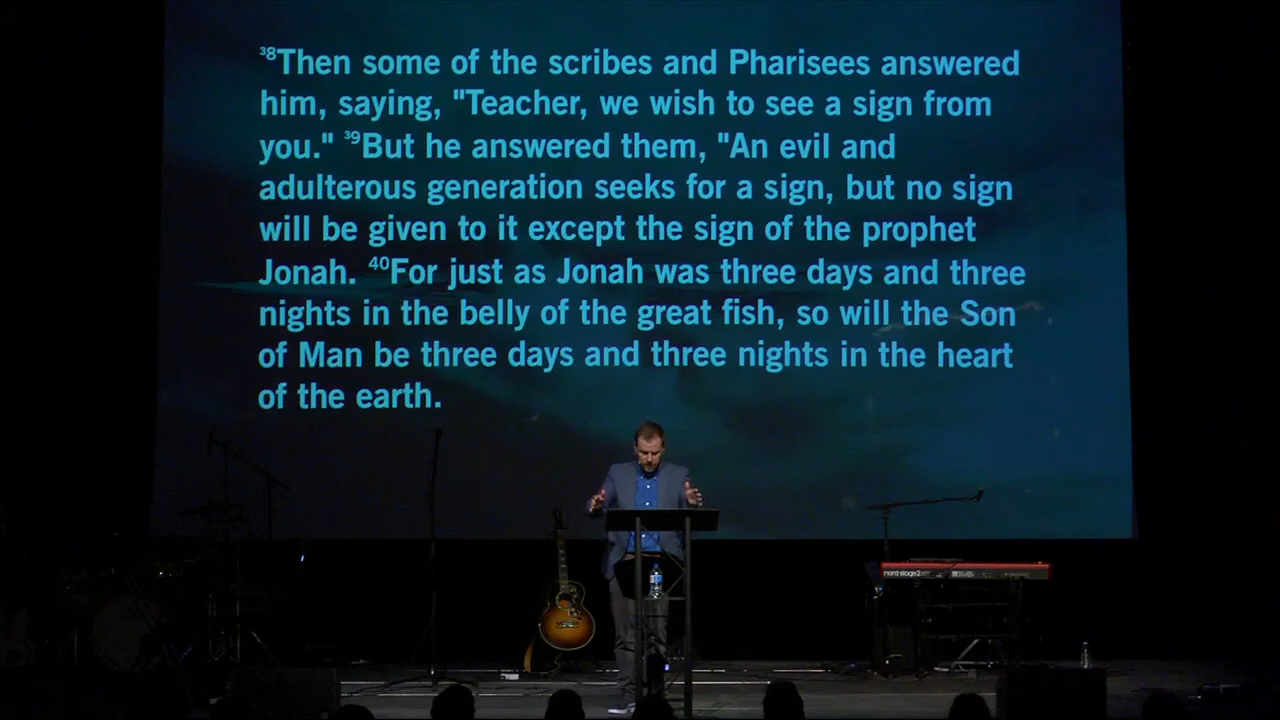 ³⁸Then some of the scribes and Pharisees answered
him, saying, "Teacher, we wish to see a sign from
you." ³⁹But he answered them, "An evil and
adulterous generation seeks for a sign, but no sign
will be given to it except the sign of the prophet
Jonah. ⁴⁰For just as Jonah was three days and three
nights in the belly of the great fish, so will the Son
of Man be three days and three nights in the heart
of the earth.
nord stage 2